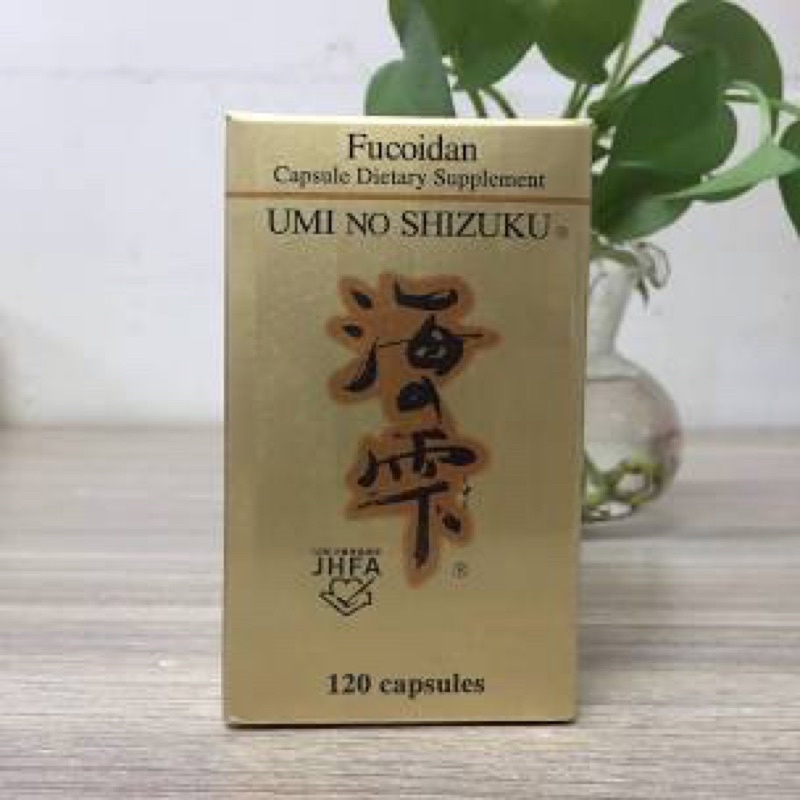 Fucoidan
Capsule Dietary Supplement
UMI NO SHIZUKU®
海の雫
®
JHFA
120 capsules